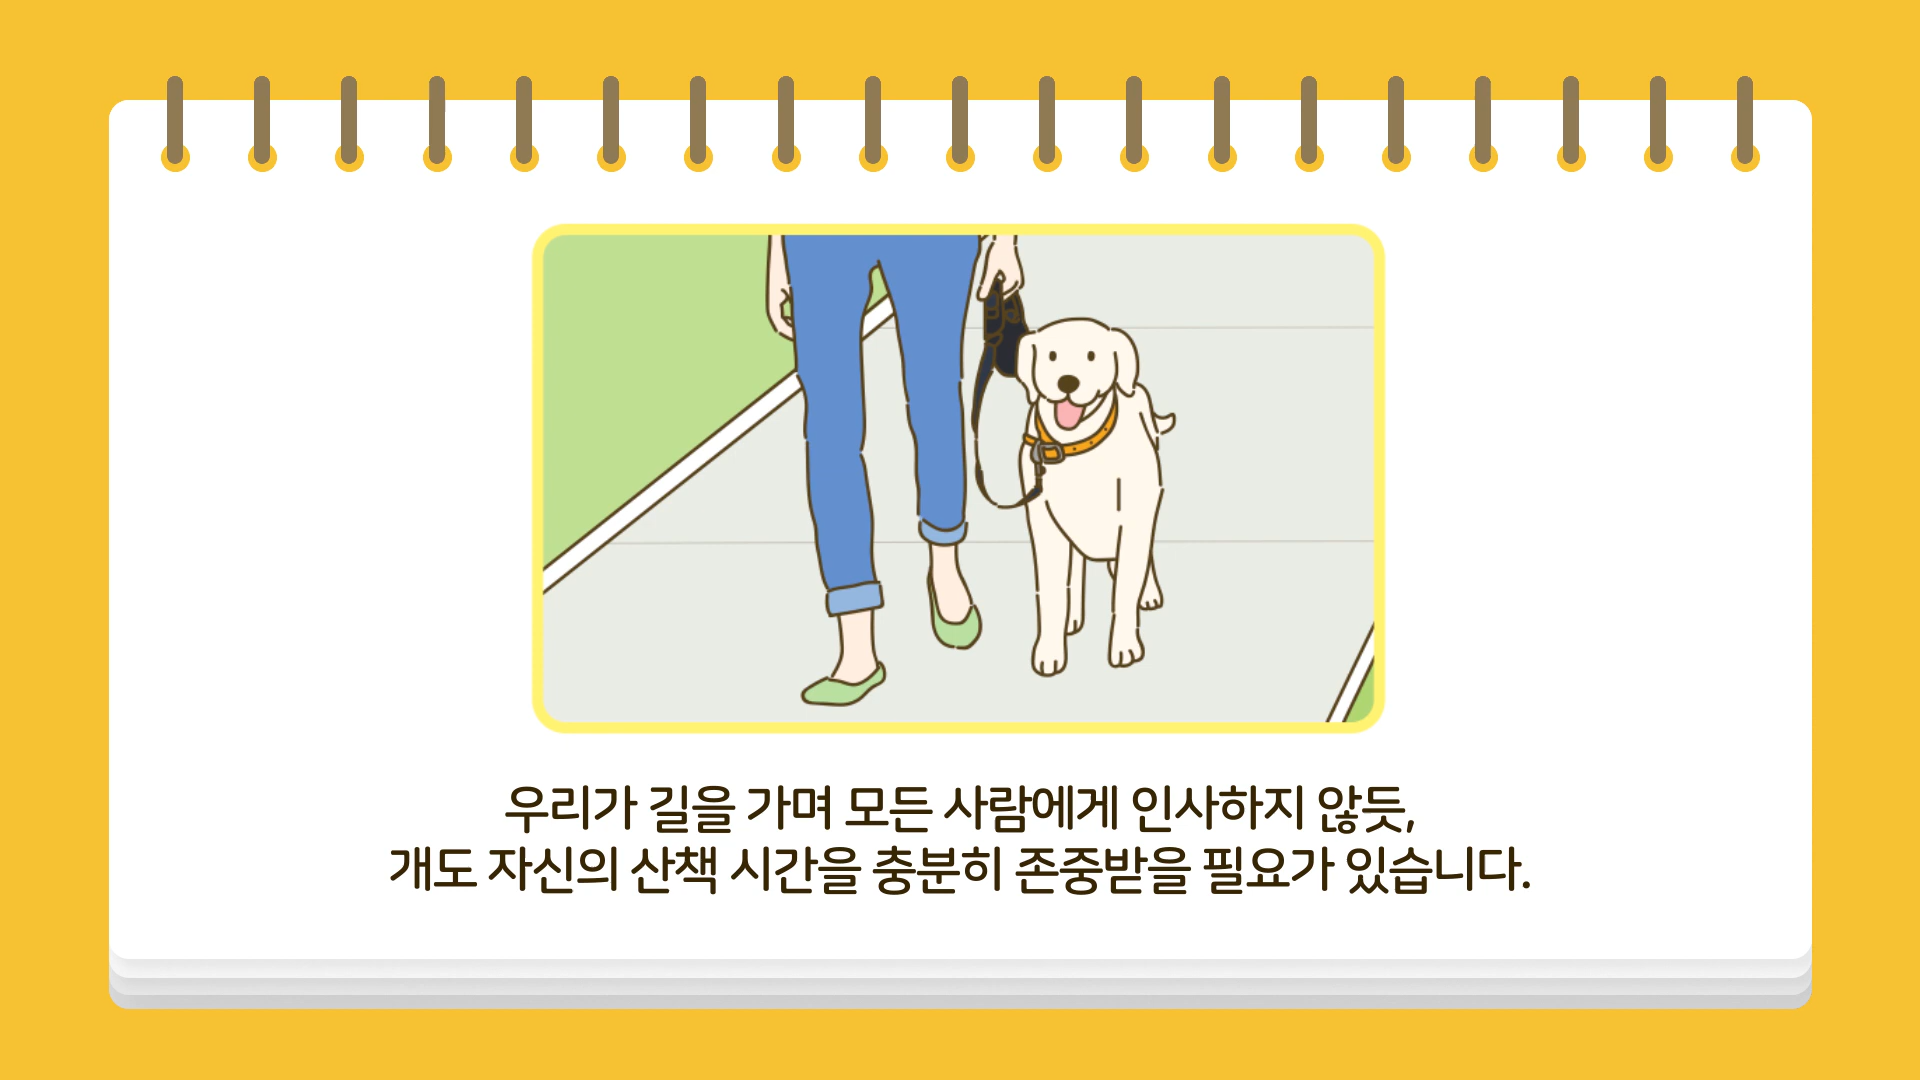 우리가 길을 가며 모든 사람에게 인사하지 않듯,
개도 자신의 산책 시간을 충분히 존중받을 필요가 있습니다.